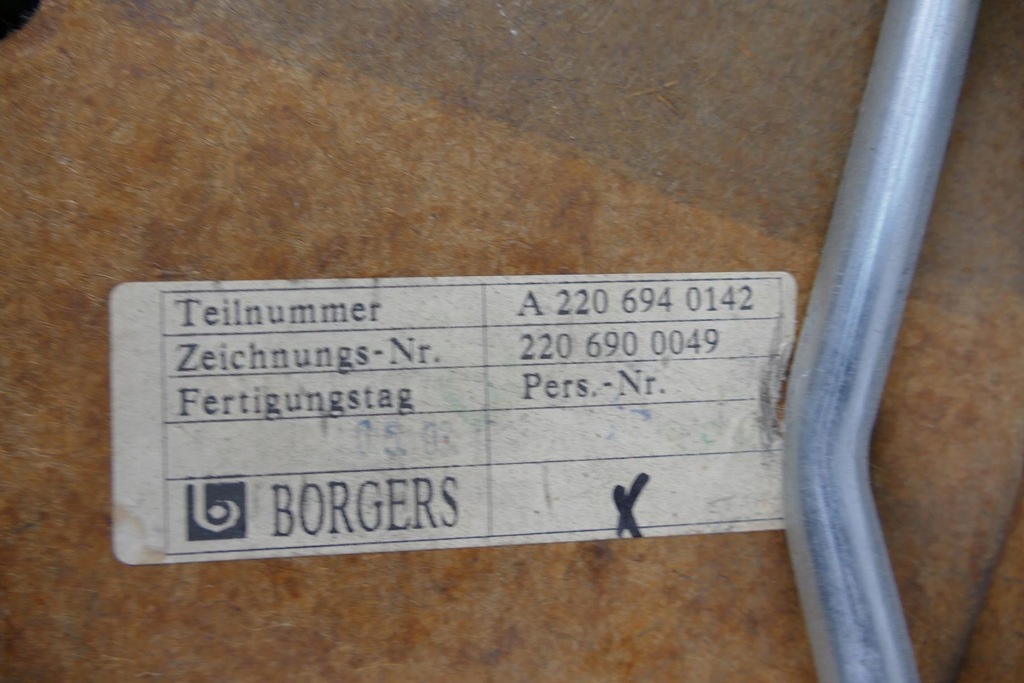 Teilnummer A 220 694 0142
Zeichnungs-Nr. 220 690 0049
Fertigungstag Pers.-Nr.
b BORGERS X